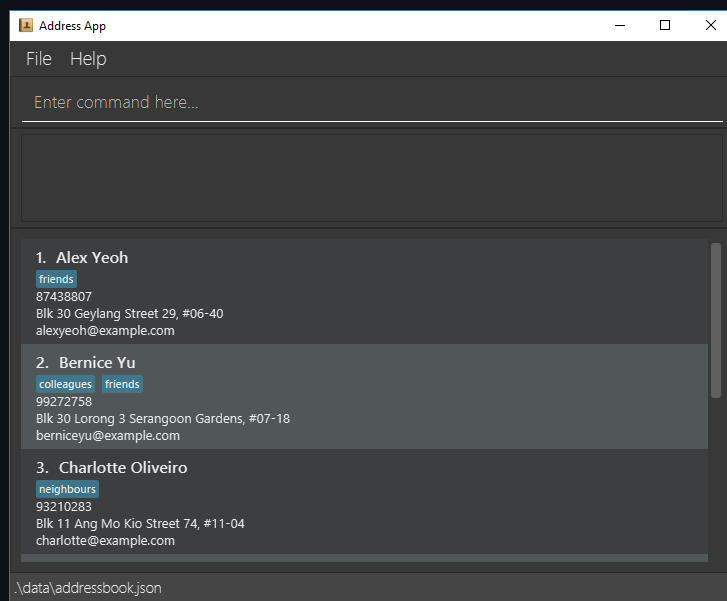 Address App
File Help
Enter command here...
1. Alex Yeoh
friends
87438807
Blk 30 Geylang Street 29, #06-40
alexyeoh@example.com
2. Bernice Yu
colleagues friends
99272758
Blk 30 Lorong 3 Serangoon Gardens, #07-18
berniceyu@example.com
3. Charlotte Oliveiro
neighbours
93210283
Blk 11 Ang Mo Kio Street 74, #11-04
charlotte@example.com
.\data\addressbook.json